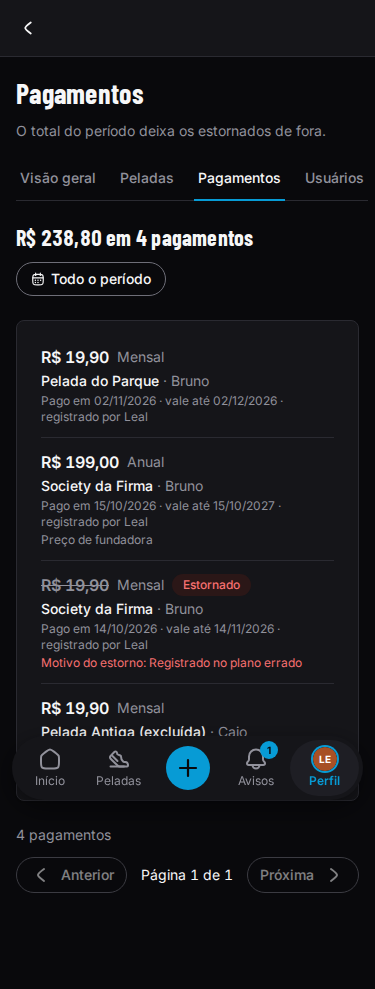 Pagamentos
O total do período deixa os estornados de fora.
Visão geral Peladas Pagamentos Usuários
R$ 238,80 em 4 pagamentos
Todo o período
R$ 19,90 Mensal
Pelada do Parque · Bruno
Pago em 02/11/2026 · vale até 02/12/2026 ·
registrado por Leal
R$ 199,00 Anual
Society da Firma · Bruno
Pago em 15/10/2026 · vale até 15/10/2027 ·
registrado por Leal
Preço de fundadora
R$ 19,90 Mensal Estornado
Society da Firma · Bruno
Pago em 14/10/2026 · vale até 14/11/2026 ·
registrado por Leal
Motivo do estorno: Registrado no plano errado
R$ 19,90 Mensal
Pelada Antiga (excluída) · Caio
1
LE
Início Peladas Avisos Perfil
4 pagamentos
Anterior Página 1 de 1 Próxima